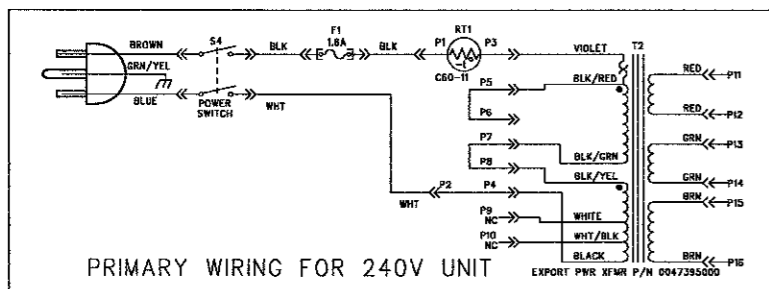 S4
F1
1.6A
RT1
T2
BROWN
BLK
BLK
P1
P3
VIOLET
GRN/YEL
C60-11
BLUE
POWER
SWITCH
WHT
P5
BLK/RED
P6
P7
BLK/GRN
P8
BLK/YEL
WHT
P2
P4
P9
NC
WHITE
P10
NC
WHT/BLK
BLACK
RED
P11
RED
P12
GRN
P13
GRN
P14
BRN
P15
BRN
P16
PRIMARY WIRING FOR 240V UNIT
EXPORT PWR XFMR P/N 0047395000